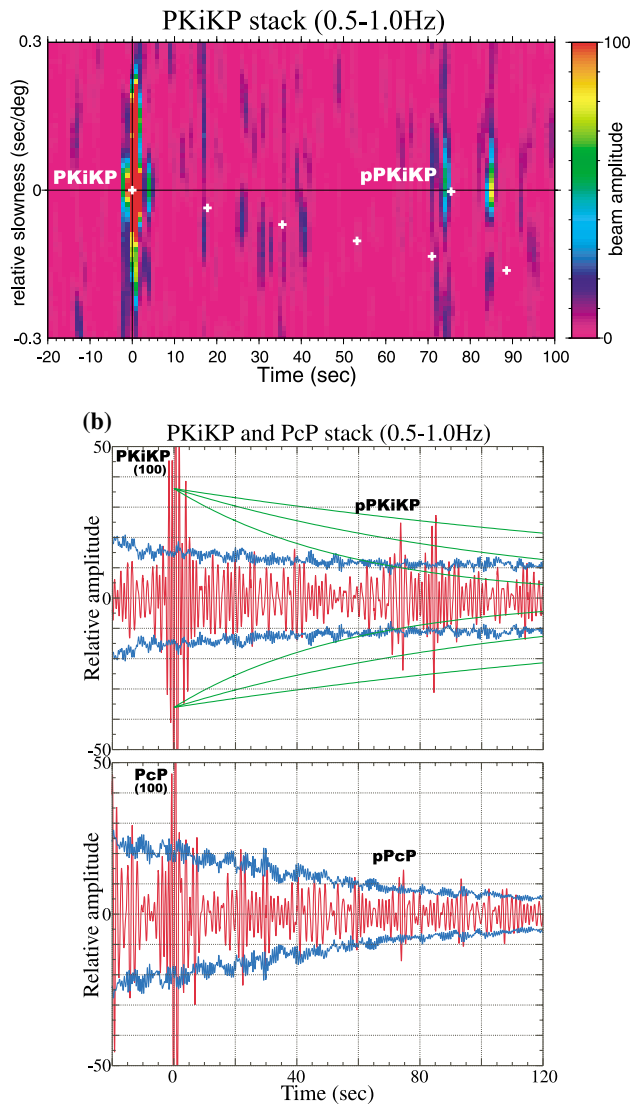 PKiKP stack (0.5-1.0Hz)
0.3
0
-0.3
relative slowness (sec/deg)
PKiKP
pPKiKP
-20 -10 0 10 20 30 40 50 60 70 80 90 100
Time (sec)
100
0
beam amplitude
(b)
PKiKP and PcP stack (0.5-1.0Hz)
50
0
-50
Relative amplitude
PKiKP
(100)
pPKiKP
50
0
-50
Relative amplitude
PcP
(100)
pPcP
0 40 80 120
Time (sec)